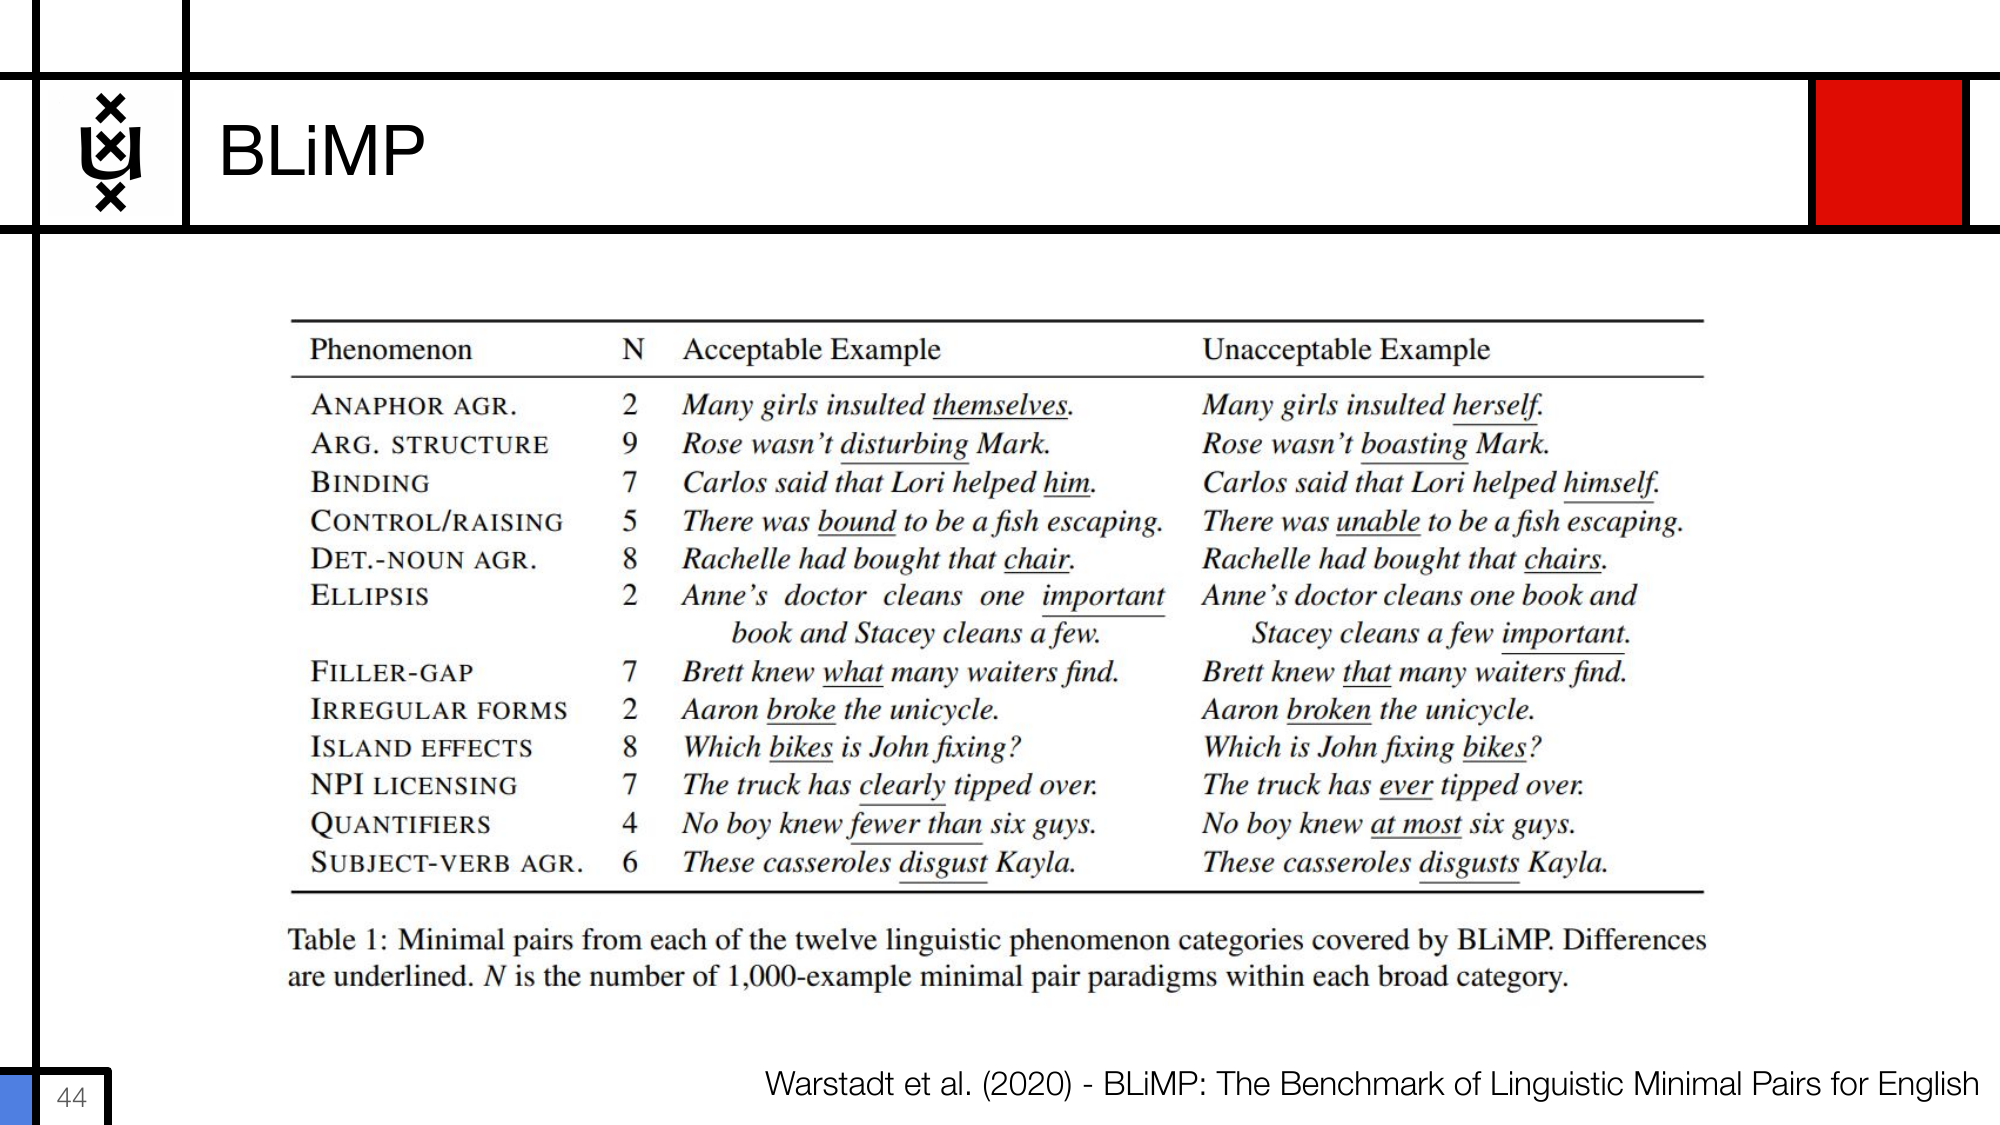 BLiMP
Phenomenon N Acceptable Example Unacceptable Example
ANAPHOR AGR. 2 Many girls insulted themselves. Many girls insulted herself.
ARG. STRUCTURE 9 Rose wasn't disturbing Mark. Rose wasn't boasting Mark.
BINDING 7 Carlos said that Lori helped him. Carlos said that Lori helped himself.
CONTROL/RAISING 5 There was bound to be a fish escaping. There was unable to be a fish escaping.
DET.-NOUN AGR. 8 Rachelle had bought that chair. Rachelle had bought that chairs.
ELLIPSIS 2 Anne's doctor cleans one important Anne's doctor cleans one book and
book and Stacey cleans a few. Stacey cleans a few important.
FILLER-GAP 7 Brett knew what many waiters find. Brett knew that many waiters find.
IRREGULAR FORMS 2 Aaron broke the unicycle. Aaron broken the unicycle.
ISLAND EFFECTS 8 Which bikes is John fixing? Which is John fixing bikes?
NPI LICENSING 7 The truck has clearly tipped over. The truck has ever tipped over.
QUANTIFIERS 4 No boy knew fewer than six guys. No boy knew at most six guys.
SUBJECT-VERB AGR. 6 These casseroles disgust Kayla. These casseroles disgusts Kayla.
Table 1: Minimal pairs from each of the twelve linguistic phenomenon categories covered by BLiMP. Differences
are underlined. N is the number of 1,000-example minimal pair paradigms within each broad category.
Warstadt et al. (2020) - BLiMP: The Benchmark of Linguistic Minimal Pairs for English
44